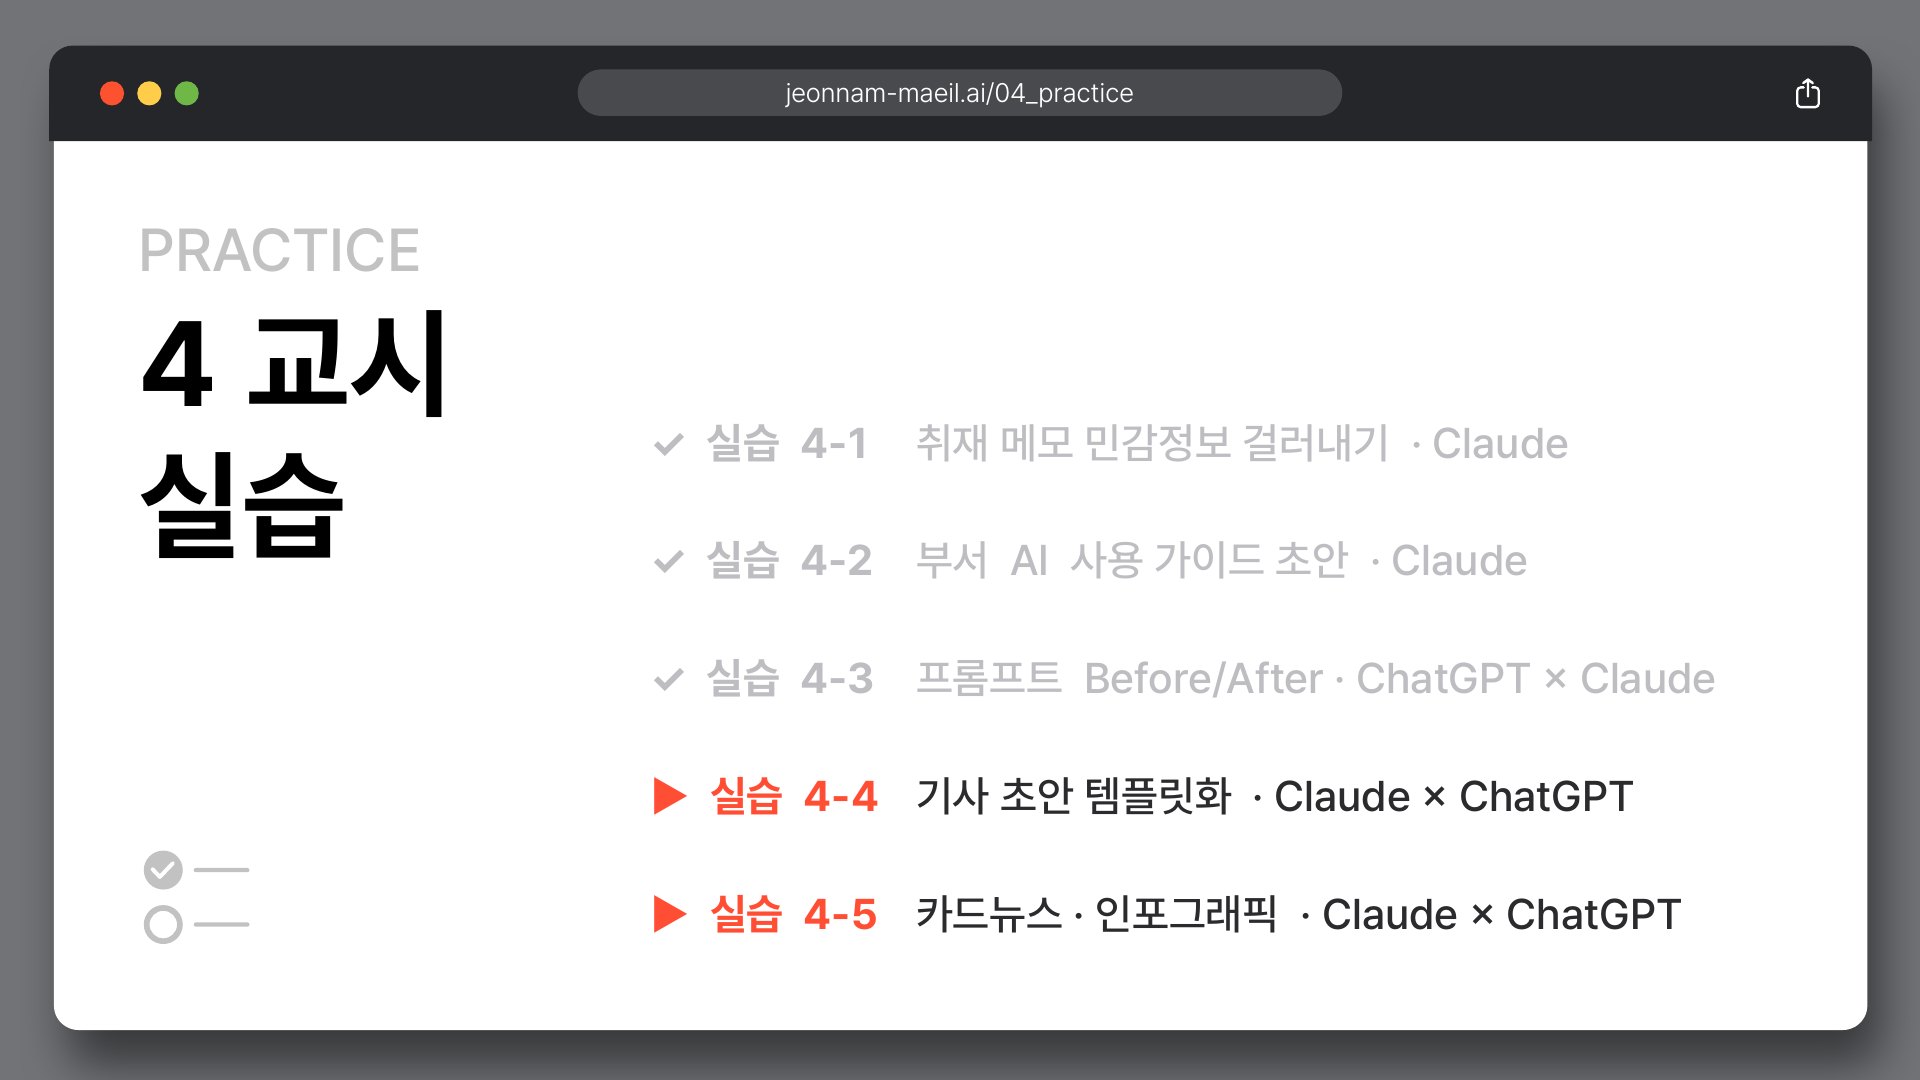 jeonnam-maeil.ai/04_practice
PRACTICE
4 교시
실습
실습 4-1 취재 메모 민감정보 걸러내기 · Claude
실습 4-2 부서 AI 사용 가이드 초안 · Claude
실습 4-3 프롬프트 Before/After · ChatGPT × Claude
실습 4-4 기사 초안 템플릿화 · Claude × ChatGPT
실습 4-5 카드뉴스 · 인포그래픽 · Claude × ChatGPT